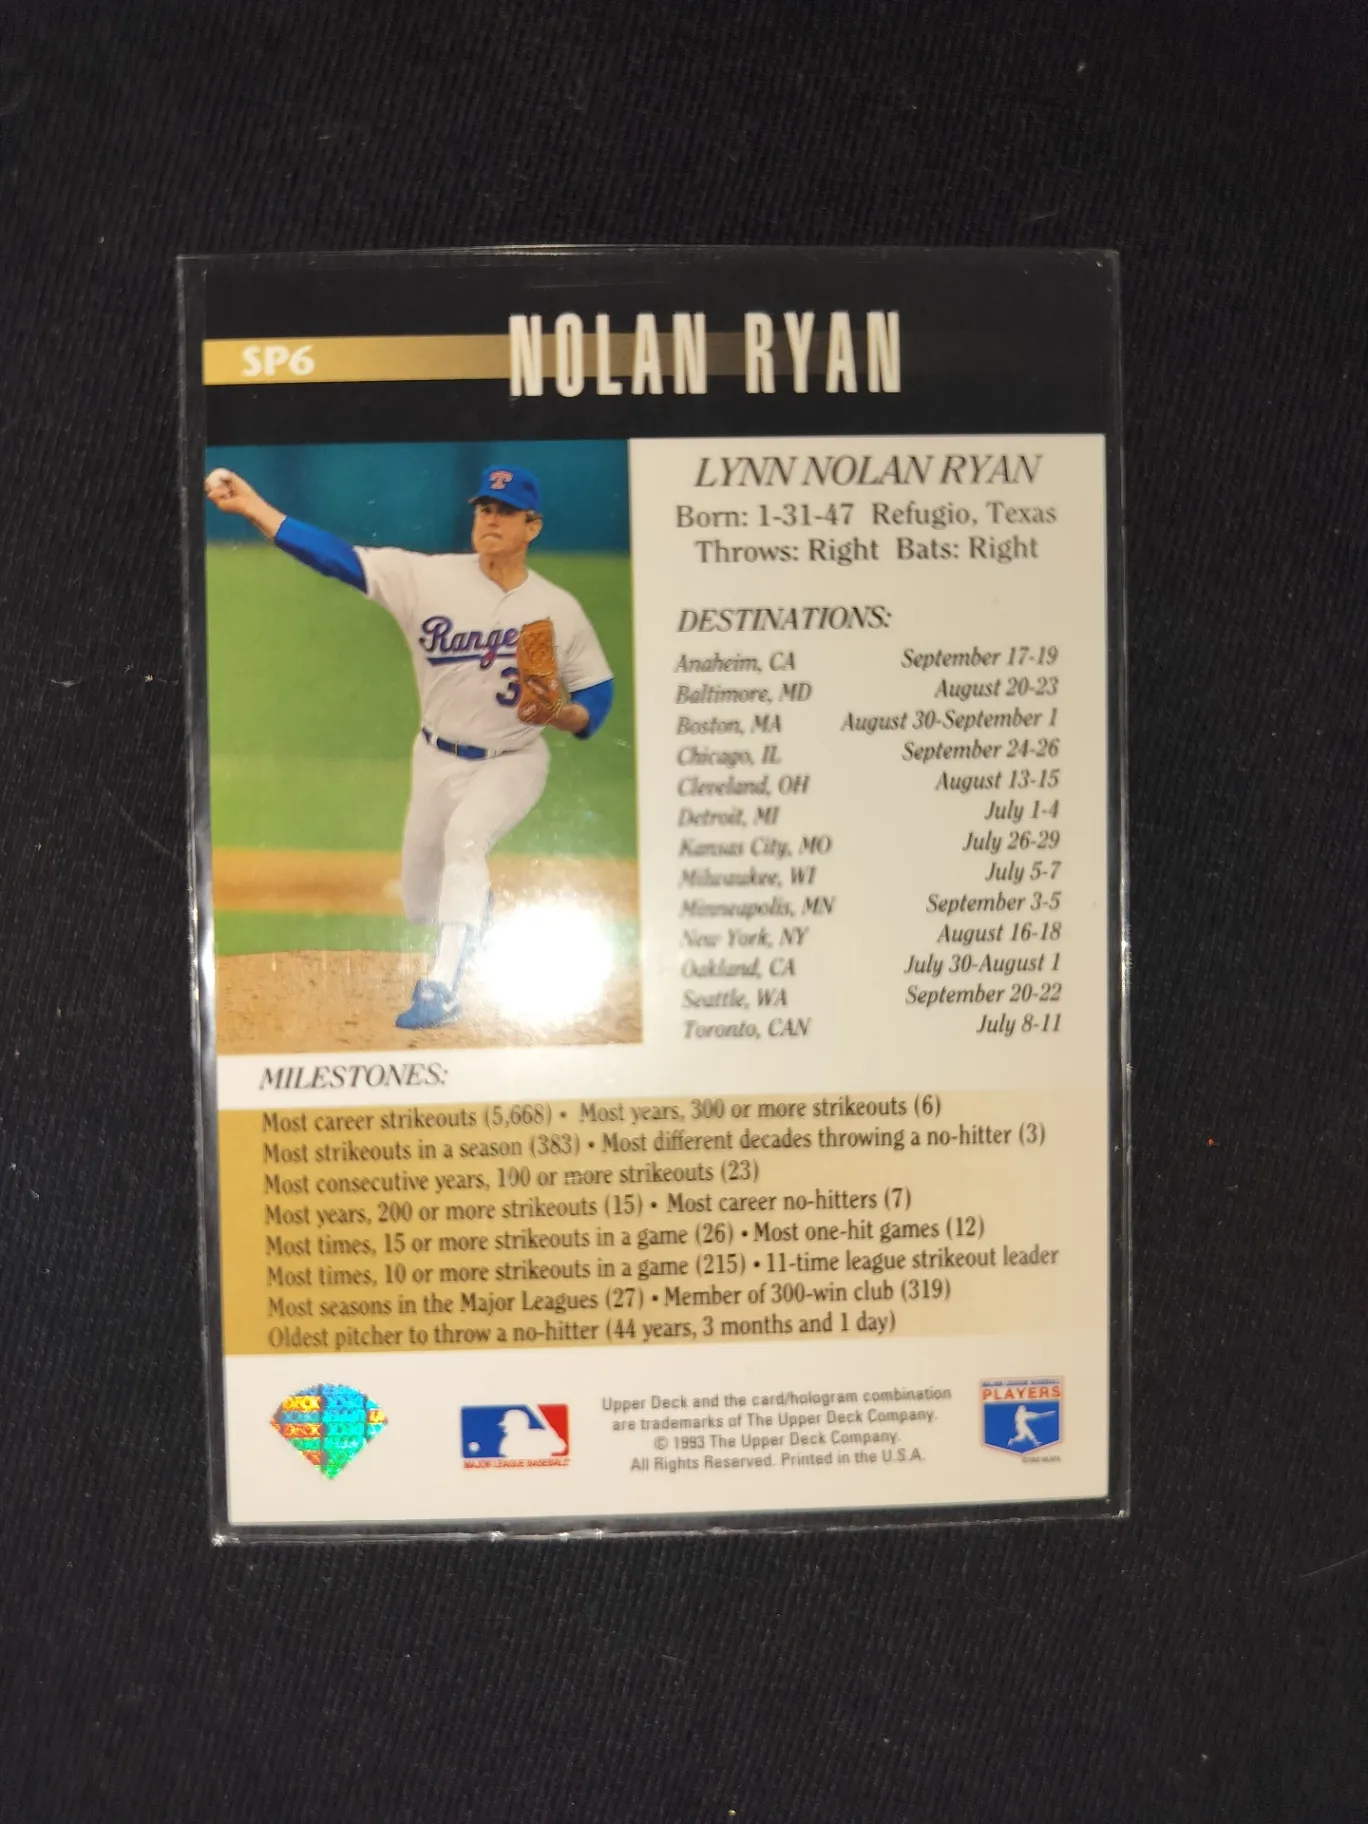 SP6
NOLAN RYAN
LYNN NOLAN RYAN
Born: 1-31-47 Refugio, Texas
Throws: Right Bats: Right
T
Range
3
DESTINATIONS:
Anaheim, CA September 17-19
Baltimore, MD August 20-23
Boston, MA August 30-September 1
Chicago, IL September 24-26
Cleveland, OH August 13-15
Detroit, MI July 1-4
Kansas City, MO July 26-29
Milwaukee, WI July 5-7
Minneapolis, MN September 3-5
New York, NY August 16-18
Oakland, CA July 30-August 1
Seattle, WA September 20-22
Toronto, CAN July 8-11
MILESTONES:
Most career strikeouts (5,668) • Most years, 300 or more strikeouts (6)
Most strikeouts in a season (383) • Most different decades throwing a no-hitter (3)
Most consecutive years, 100 or more strikeouts (23)
Most years, 200 or more strikeouts (15) • Most career no-hitters (7)
Most times, 15 or more strikeouts in a game (26) • Most one-hit games (12)
Most times, 10 or more strikeouts in a game (215) • 11-time league strikeout leader
Most seasons in the Major Leagues (27) • Member of 300-win club (319)
Oldest pitcher to throw a no-hitter (44 years, 3 months and 1 day)
DECK
DECK
MAJOR LEAGUE BASEBALL
Upper Deck and the card/hologram combination
are trademarks of The Upper Deck Company.
© 1993 The Upper Deck Company.
All Rights Reserved. Printed in the U.S.A.
MAJOR LEAGUE BASEBALL
PLAYERS